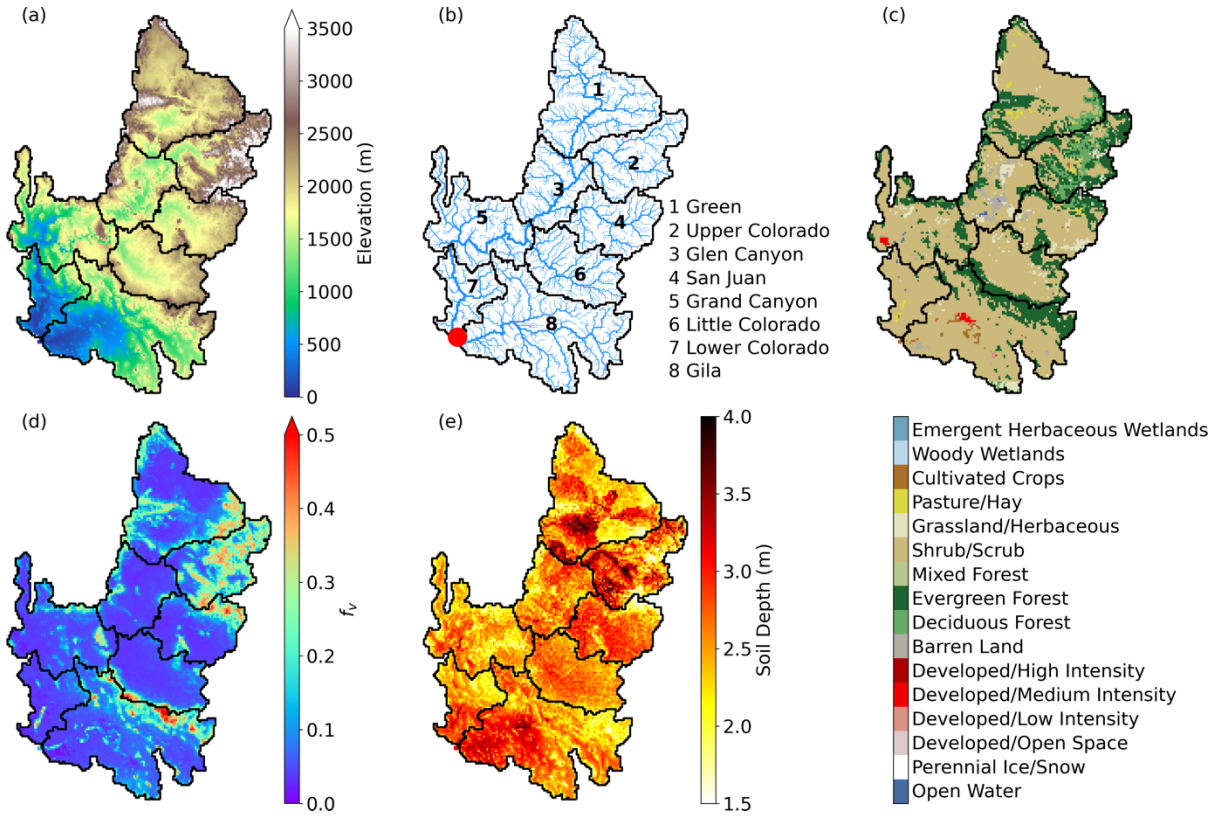 (a)
3500
3000
2500
2000
1500
1000
500
0
Elevation (m)
(b)
1
2
3
4
5
6
7
8
1 Green
2 Upper Colorado
3 Glen Canyon
4 San Juan
5 Grand Canyon
6 Little Colorado
7 Lower Colorado
8 Gila
(c)
(d)
0.5
0.4
0.3
0.2
0.1
0.0
fv
(e)
4.0
3.5
3.0
2.5
2.0
1.5
Soil Depth (m)
Emergent Herbaceous Wetlands
Woody Wetlands
Cultivated Crops
Pasture/Hay
Grassland/Herbaceous
Shrub/Scrub
Mixed Forest
Evergreen Forest
Deciduous Forest
Barren Land
Developed/High Intensity
Developed/Medium Intensity
Developed/Low Intensity
Developed/Open Space
Perennial Ice/Snow
Open Water